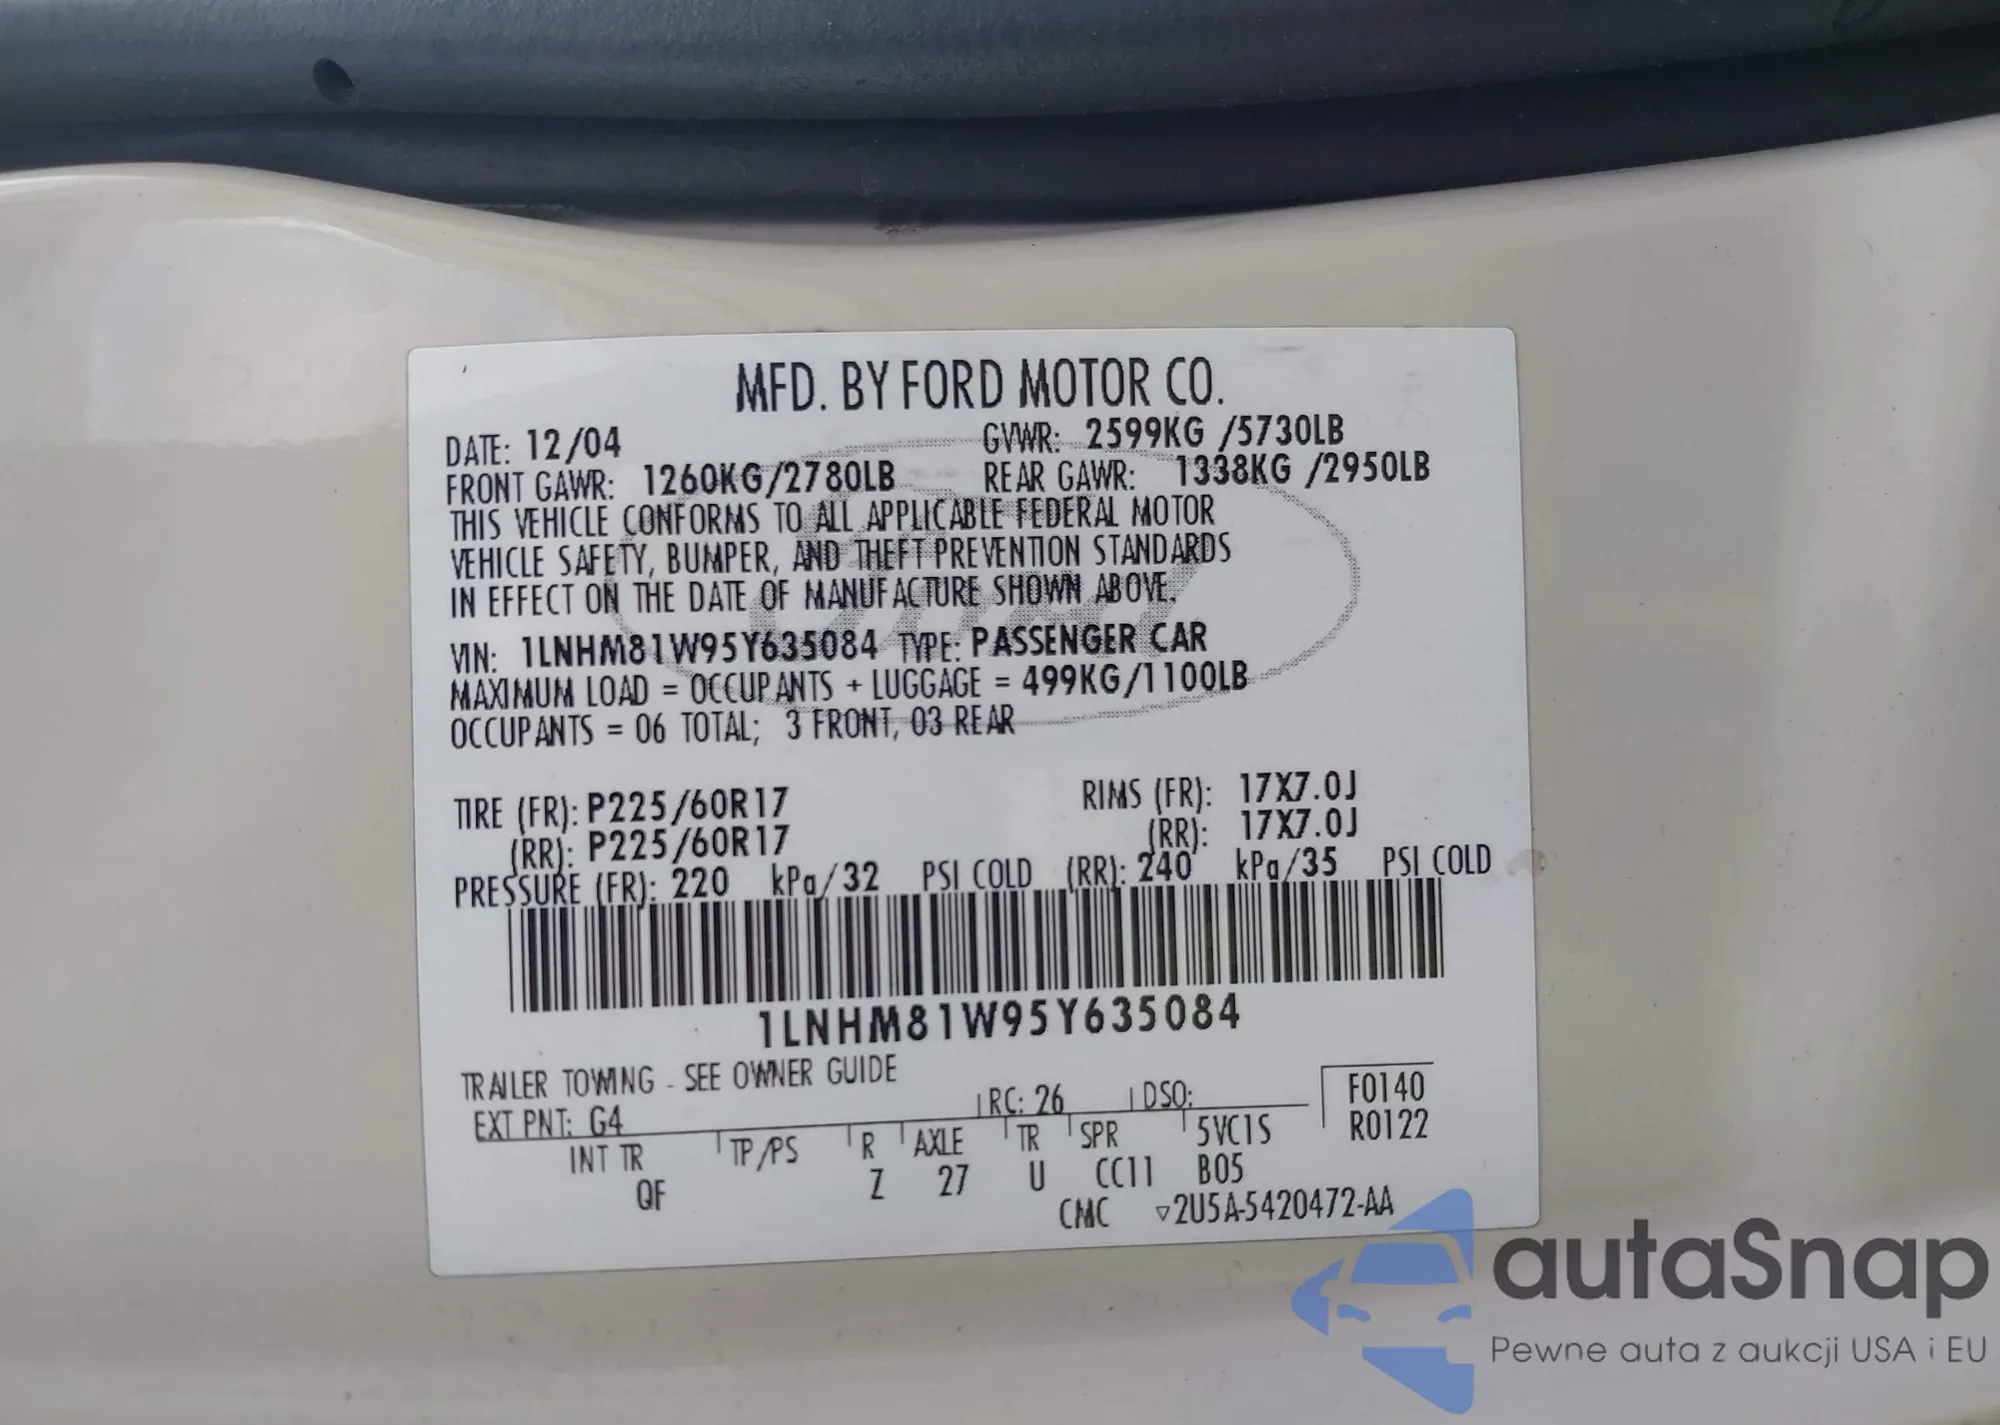 MFD. BY FORD MOTOR CO.
DATE: 12/04 GVWR: 2599KG /5730LB
FRONT GAWR: 1260KG/2780LB REAR GAWR: 1338KG /2950LB
THIS VEHICLE CONFORMS TO ALL APPLICABLE FEDERAL MOTOR
VEHICLE SAFETY, BUMPER, AND THEFT PREVENTION STANDARDS
IN EFFECT ON THE DATE OF MANUFACTURE SHOWN ABOVE.
VIN: 1LNHM81W95Y635084 TYPE: PASSENGER CAR
MAXIMUM LOAD = OCCUPANTS + LUGGAGE = 499KG/1100LB
OCCUPANTS = 06 TOTAL; 3 FRONT, 03 REAR
TIRE (FR): P225/60R17 RIMS (FR): 17X7.0J
(RR): P225/60R17 (RR): 17X7.0J
PRESSURE (FR): 220 kPa/32 PSI COLD (RR): 240 kPa/35 PSI COLD
1LNHM81W95Y635084
TRAILER TOWING - SEE OWNER GUIDE
EXT PNT: G4 RC: 26 DSO: F0140
R0122
INT TR TP/PS R AXLE TR SPR 5VC1S
QF Z 27 U CC11 B05
CMC ▽2U5A-5420472-AA
autaSnap
Pewne auta z aukcji USA i EU